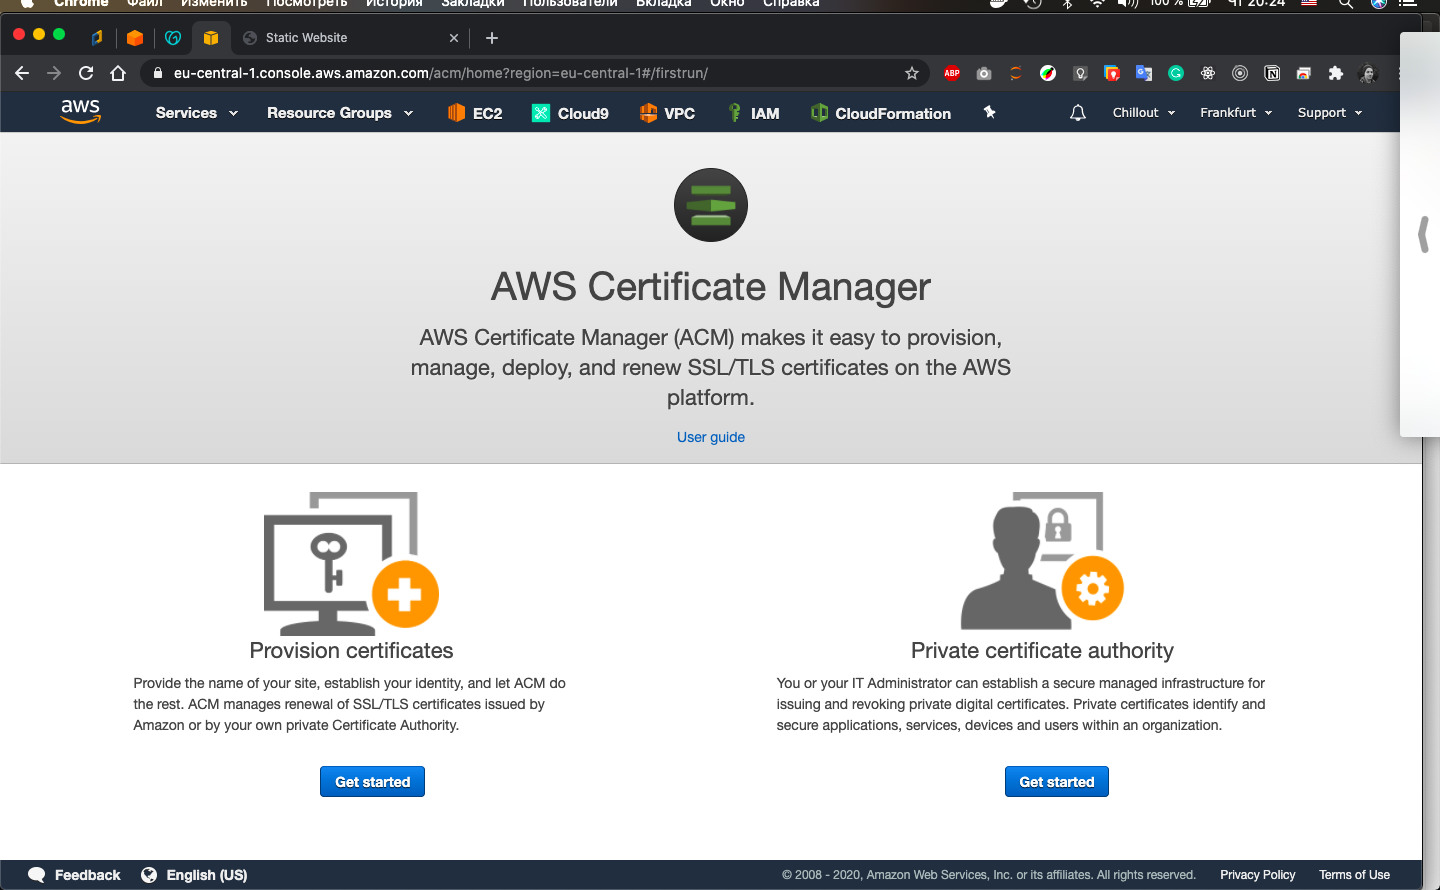 Chrome Файл Изменить Посмотреть История Закладки Пользователи Вкладка Окно Справка 100 % Чт 20:24
Static Website
eu-central-1.console.aws.amazon.com/acm/home?region=eu-central-1#/firstrun/
ABP
aws Services Resource Groups EC2 Cloud9 VPC IAM CloudFormation Chillout Frankfurt Support
AWS Certificate Manager
AWS Certificate Manager (ACM) makes it easy to provision,
manage, deploy, and renew SSL/TLS certificates on the AWS
platform.
User guide
Provision certificates
Provide the name of your site, establish your identity, and let ACM do
the rest. ACM manages renewal of SSL/TLS certificates issued by
Amazon or by your own private Certificate Authority.
Get started
Private certificate authority
You or your IT Administrator can establish a secure managed infrastructure for
issuing and revoking private digital certificates. Private certificates identify and
secure applications, services, devices and users within an organization.
Get started
Feedback English (US) © 2008 - 2020, Amazon Web Services, Inc. or its affiliates. All rights reserved. Privacy Policy Terms of Use